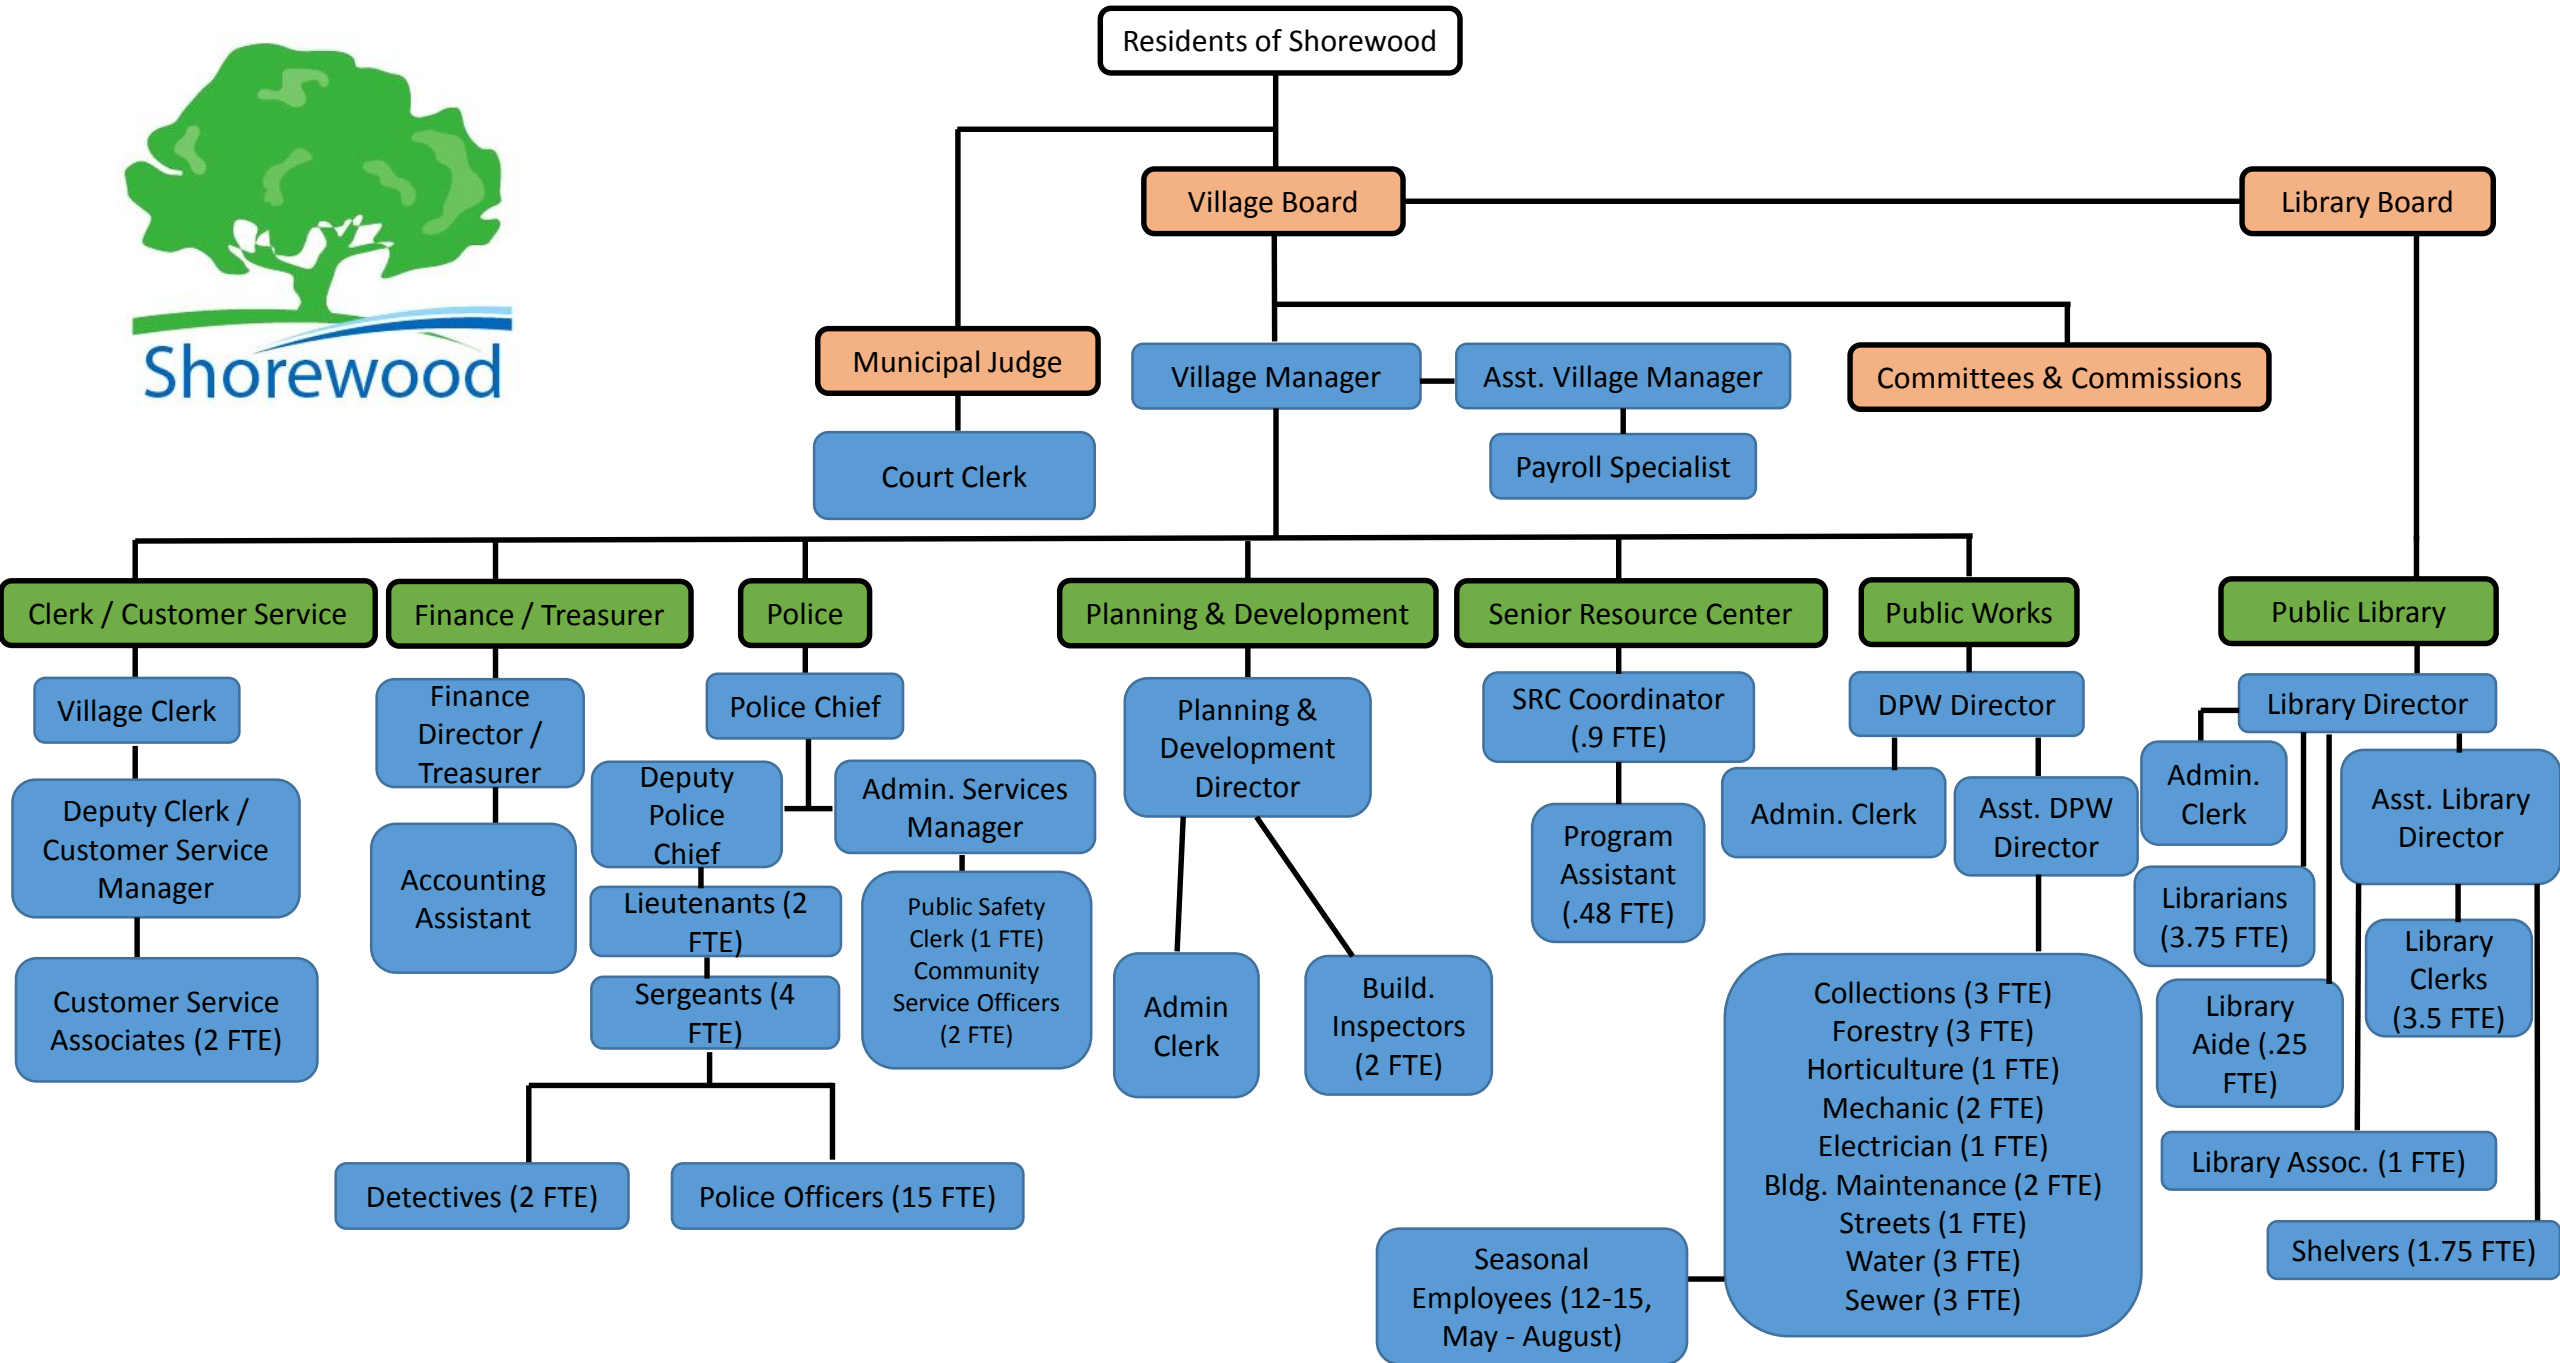 Residents of Shorewood
Shorewood
Village Board
Library Board
Municipal Judge
Village Manager
Asst. Village Manager
Committees & Commissions
Court Clerk
Payroll Specialist
Clerk / Customer Service
Finance / Treasurer
Police
Planning & Development
Senior Resource Center
Public Works
Public Library
Village Clerk
Deputy Clerk /
Customer Service
Manager
Customer Service
Associates (2 FTE)
Finance
Director /
Treasurer
Accounting
Assistant
Police Chief
Deputy
Police
Chief
Lieutenants (2
FTE)
Sergeants (4
FTE)
Detectives (2 FTE)
Police Officers (15 FTE)
Admin. Services
Manager
Public Safety
Clerk (1 FTE)
Community
Service Officers
(2 FTE)
Planning &
Development
Director
Admin
Clerk
Build.
Inspectors
(2 FTE)
SRC Coordinator
(.9 FTE)
Program
Assistant
(.48 FTE)
DPW Director
Admin. Clerk
Asst. DPW
Director
Collections (3 FTE)
Forestry (3 FTE)
Horticulture (1 FTE)
Mechanic (2 FTE)
Electrician (1 FTE)
Bldg. Maintenance (2 FTE)
Streets (1 FTE)
Water (3 FTE)
Sewer (3 FTE)
Seasonal
Employees (12-15,
May - August)
Library Director
Admin.
Clerk
Asst. Library
Director
Librarians
(3.75 FTE)
Library
Aide (.25
FTE)
Library
Clerks
(3.5 FTE)
Library Assoc. (1 FTE)
Shelvers (1.75 FTE)